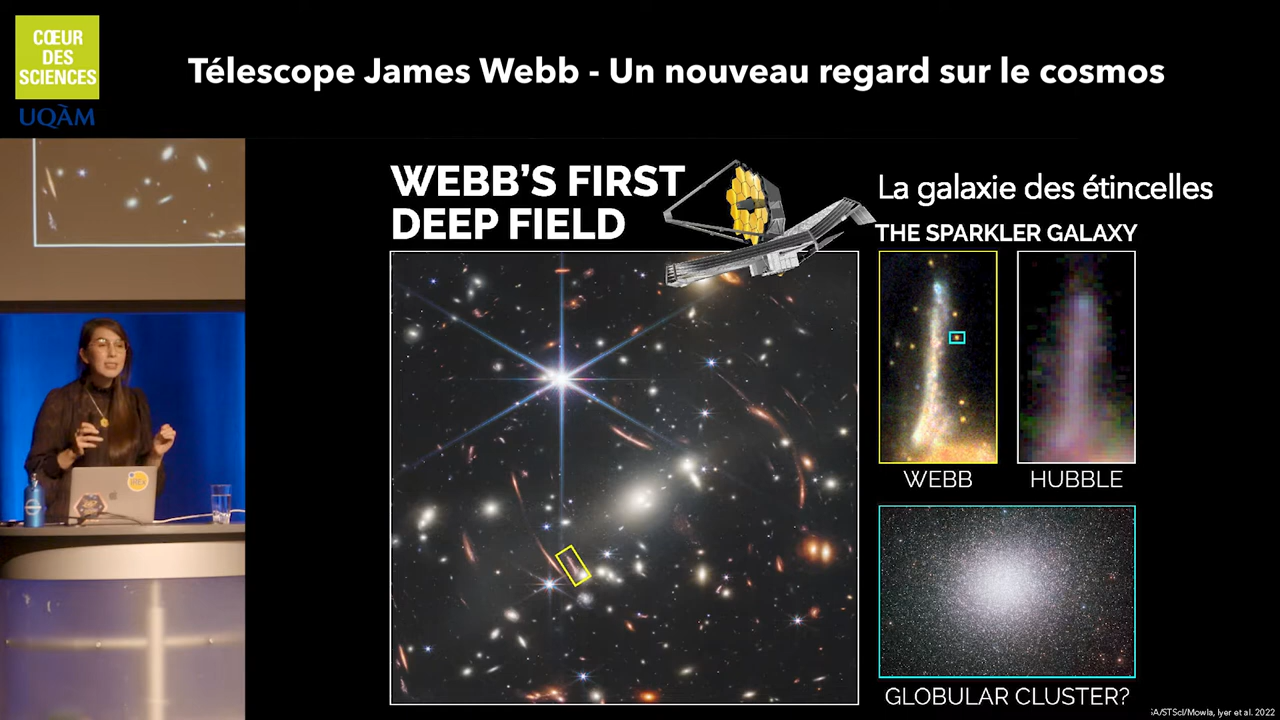 CŒUR
DES
SCIENCES
UQÀM
Télescope James Webb - Un nouveau regard sur le cosmos
WEBB'S FIRST
DEEP FIELD
La galaxie des étincelles
THE SPARKLER GALAXY
WEBB
HUBBLE
GLOBULAR CLUSTER?
/STScI/Mowla, Iyer et al. 2022